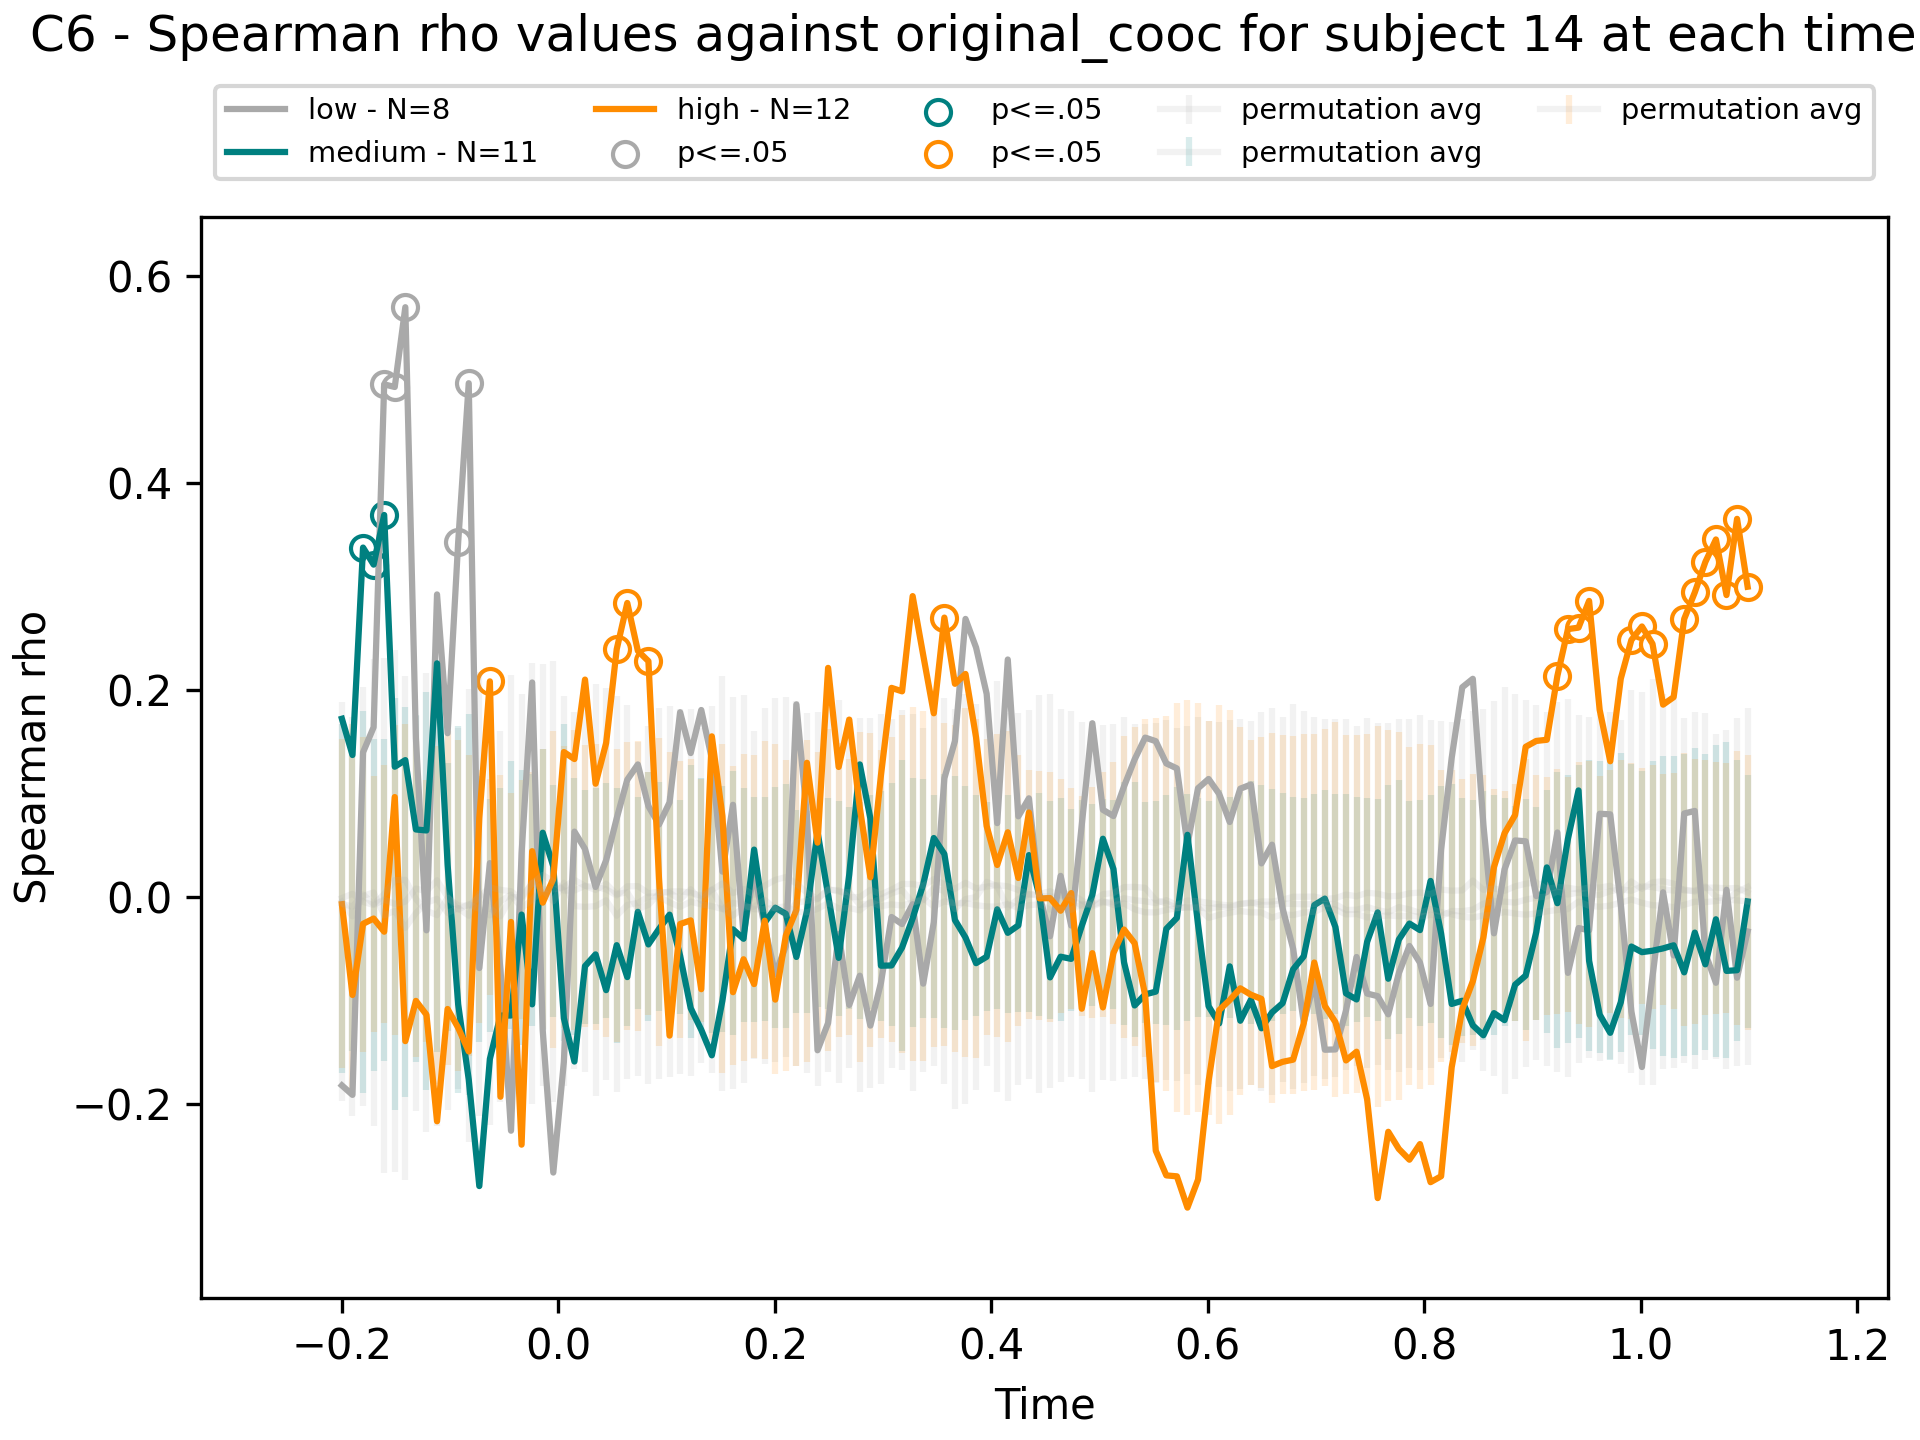 C6 - Spearman rho values against original_cooc for subject 14 at each time
low - N=8
medium - N=11
high - N=12
p<=.05
p<=.05
p<=.05
permutation avg
permutation avg
permutation avg
Spearman rho
0.6
0.4
0.2
0.0
−0.2
−0.2
0.0
0.2
0.4
0.6
0.8
1.0
1.2
Time